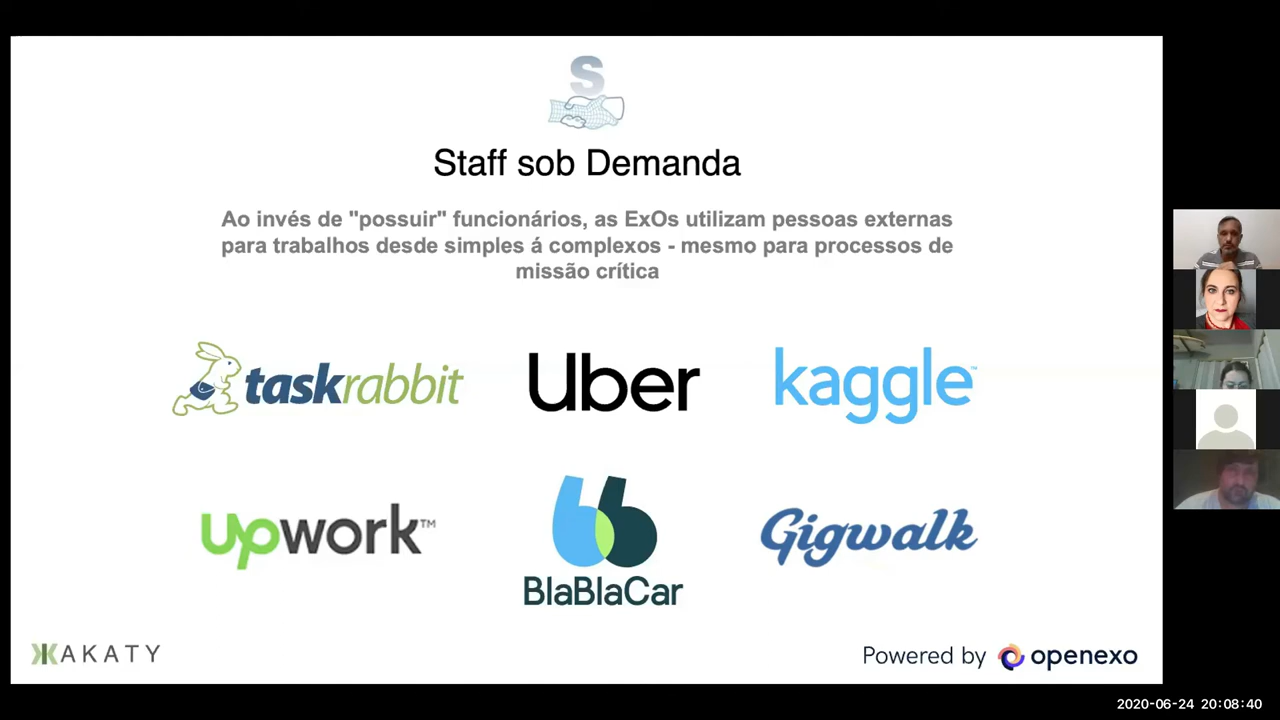 S
Staff sob Demanda
Ao invés de "possuir" funcionários, as ExOs utilizam pessoas externas
para trabalhos desde simples á complexos - mesmo para processos de
missão crítica
taskrabbit
Uber
kaggle™
upwork™
BlaBlaCar
Gigwalk
AKATY
Powered by openexo
2020-06-24 20:08:40